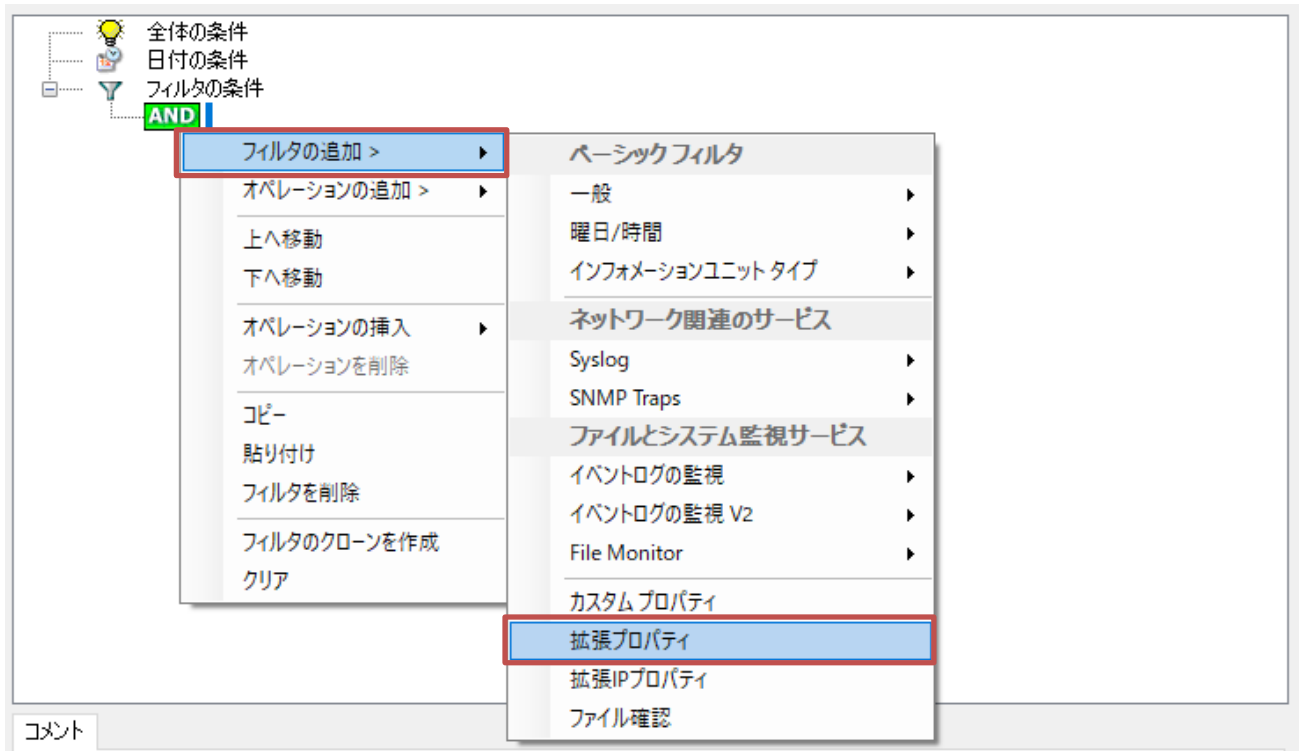 全体の条件
日付の条件
フィルタの条件
AND
フィルタの追加 >
オペレーションの追加 >
上へ移動
下へ移動
オペレーションの挿入
オペレーションを削除
コピー
貼り付け
フィルタを削除
フィルタのクローンを作成
クリア
ベーシック フィルタ
一般
曜日/時間
インフォメーションユニット タイプ
ネットワーク関連のサービス
Syslog
SNMP Traps
ファイルとシステム監視サービス
イベントログの監視
イベントログの監視 V2
File Monitor
カスタム プロパティ
拡張プロパティ
拡張IPプロパティ
ファイル確認
コメント